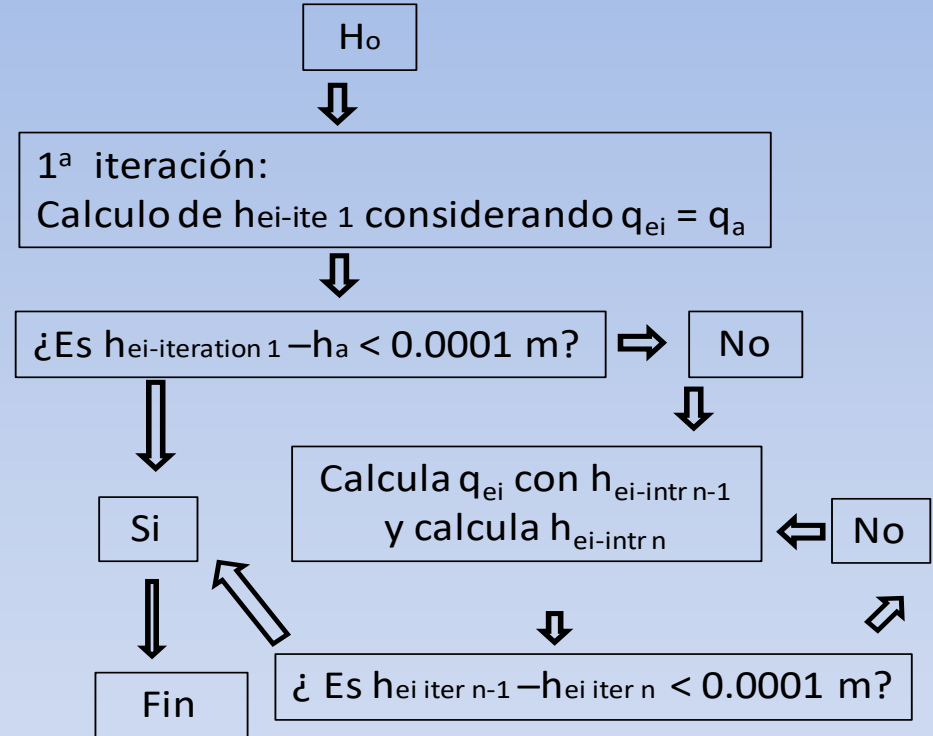 Ho
1ª iteración:
Calculo de hei-ite 1 considerando qei = qa
¿Es hei-iteration 1 –ha < 0.0001 m?
No
Calcula qei con hei-intr n-1
y calcula hei-intr n
Si
No
¿ Es hei iter n-1 –hei iter n < 0.0001 m?
Fin